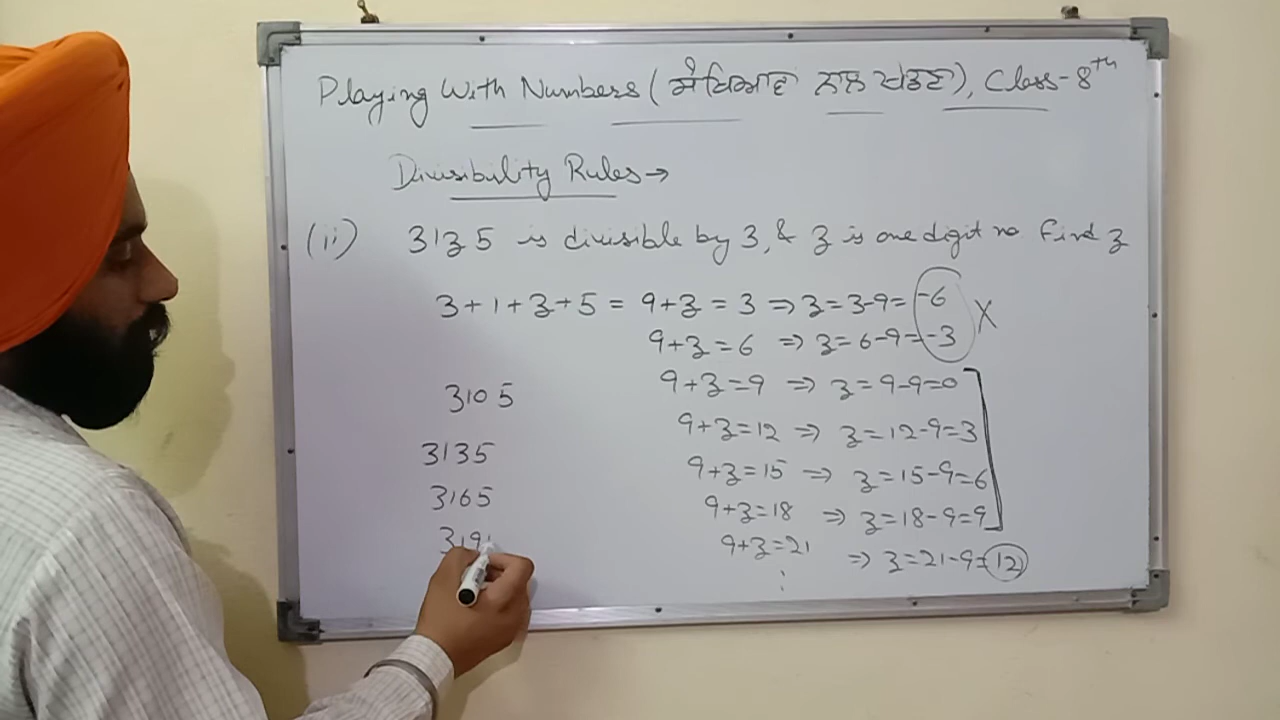 Playing With Numbers (ਸੰਖਿਆਵਾਂ ਨਾਲ ਖੇਡਣਾ), Class-8th
Divisibility Rules →
(ii) 31z5 is divisible by 3, & z is one digit no Find z
3+1+z+5 = 9+z = 3 ⇒ z=3-9= -6 X
9+z=6 ⇒ z=6-9=-3
9+z=9 ⇒ z=9-9=0
3105
9+z=12 ⇒ z=12-9=3
3135
9+z=15 ⇒ z=15-9=6
3165
9+z=18 ⇒ z=18-9=9
319
9+z=21 ⇒ z=21-9=12
⋮